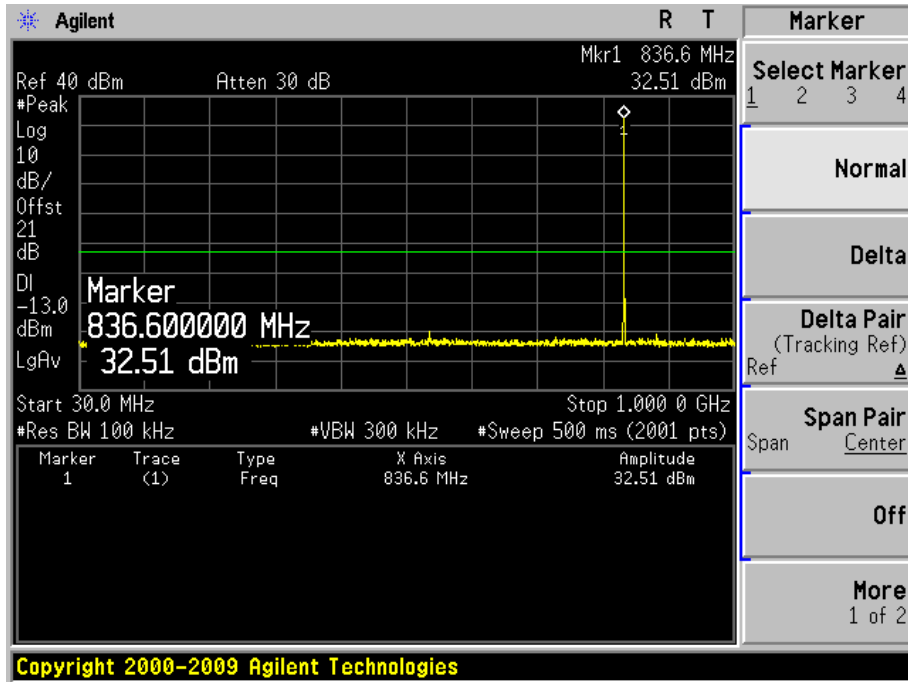 Agilent R T
Mkr1 836.6 MHz
Ref 40 dBm Atten 30 dB 32.51 dBm
#Peak
Log
10
dB/
Offst
21
dB
DI
-13.0
dBm
LgAv
1
Marker
836.600000 MHz
32.51 dBm
Start 30.0 MHz Stop 1.000 0 GHz
#Res BW 100 kHz #VBW 300 kHz #Sweep 500 ms (2001 pts)
Marker Trace Type X Axis Amplitude
1 (1) Freq 836.6 MHz 32.51 dBm
Copyright 2000-2009 Agilent Technologies
Marker
Select Marker
1 2 3 4
Normal
Delta
Delta Pair
(Tracking Ref)
Ref Δ
Span Pair
Span Center
Off
More
1 of 2